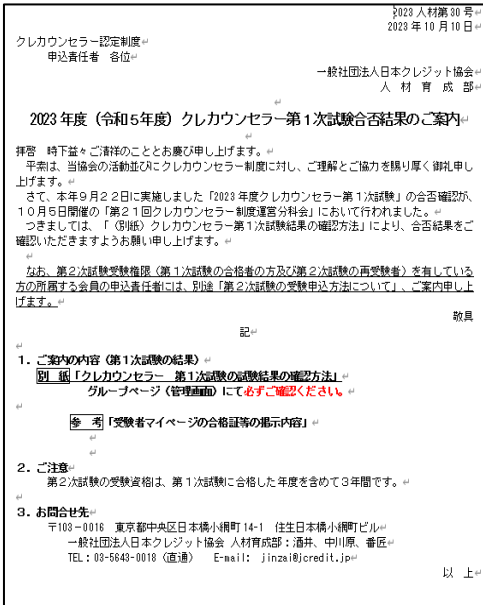 2023 人材第 30 号
2023 年 10 月 10 日
クレカウンセラー認定制度
申込責任者 各位
一般社団法人日本クレジット協会
人 材 育 成 部
2023 年度（令和５年度）クレカウンセラー第１次試験合否結果のご案内
拝啓 時下益々ご清祥のこととお慶び申し上げます。
平素は、当協会の活動並びにクレカウンセラー制度に対し、ご理解とご協力を賜り厚く御礼申し
上げます。
さて、本年９月２２日に実施しました「2023 年度クレカウンセラー第１次試験」の合否確認が、
１０月５日開催の「第２１回クレカウンセラー制度運営分科会」において行われました。
つきましては、「（別紙）クレカウンセラー第１次試験結果の確認方法」により、合否結果をご
確認いただきますようお願い申し上げます。
なお、第２次試験受験権限（第１次試験の合格者の方及び第２次試験の再受験者）を有している
方の所属する会員の申込責任者には、別途「第２次試験の受験申込方法について」、ご案内申し上
げます。
敬具
記
１．ご案内の内容（第１次試験の結果）
別 紙「クレカウンセラー 第１次試験の試験結果の確認方法」
グループページ（管理画面）にて必ずご確認ください。
参 考「受験者マイページの合格証等の掲示内容」
２．ご注意
第２次試験の受験資格は、第１次試験に合格した年度を含めて３年間です。
３．お問合せ先
〒103－0016 東京都中央区日本橋小網町 14-1 住生日本橋小網町ビル
一般社団法人日本クレジット協会 人材育成部：酒井、中川原、番匠
TEL：03-5643-0018（直通） E-mail: jinzai@jcredit.jp
以 上